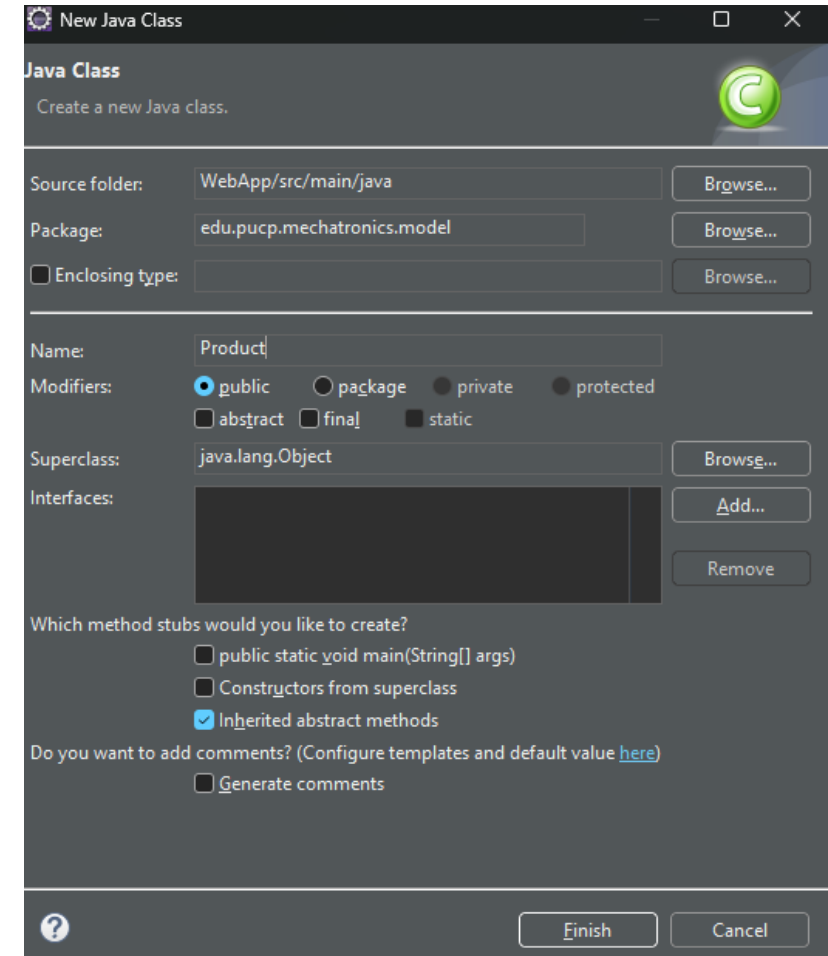 New Java Class
Java Class
Create a new Java class.
Source folder: WebApp/src/main/java Browse...
Package: edu.pucp.mechatronics.model Browse...
Enclosing type: Browse...
Name: Product
Modifiers: public package private protected
abstract final static
Superclass: java.lang.Object Browse...
Interfaces: Add...
Remove
Which method stubs would you like to create?
public static void main(String[] args)
Constructors from superclass
Inherited abstract methods
Do you want to add comments? (Configure templates and default value here)
Generate comments
? Finish Cancel